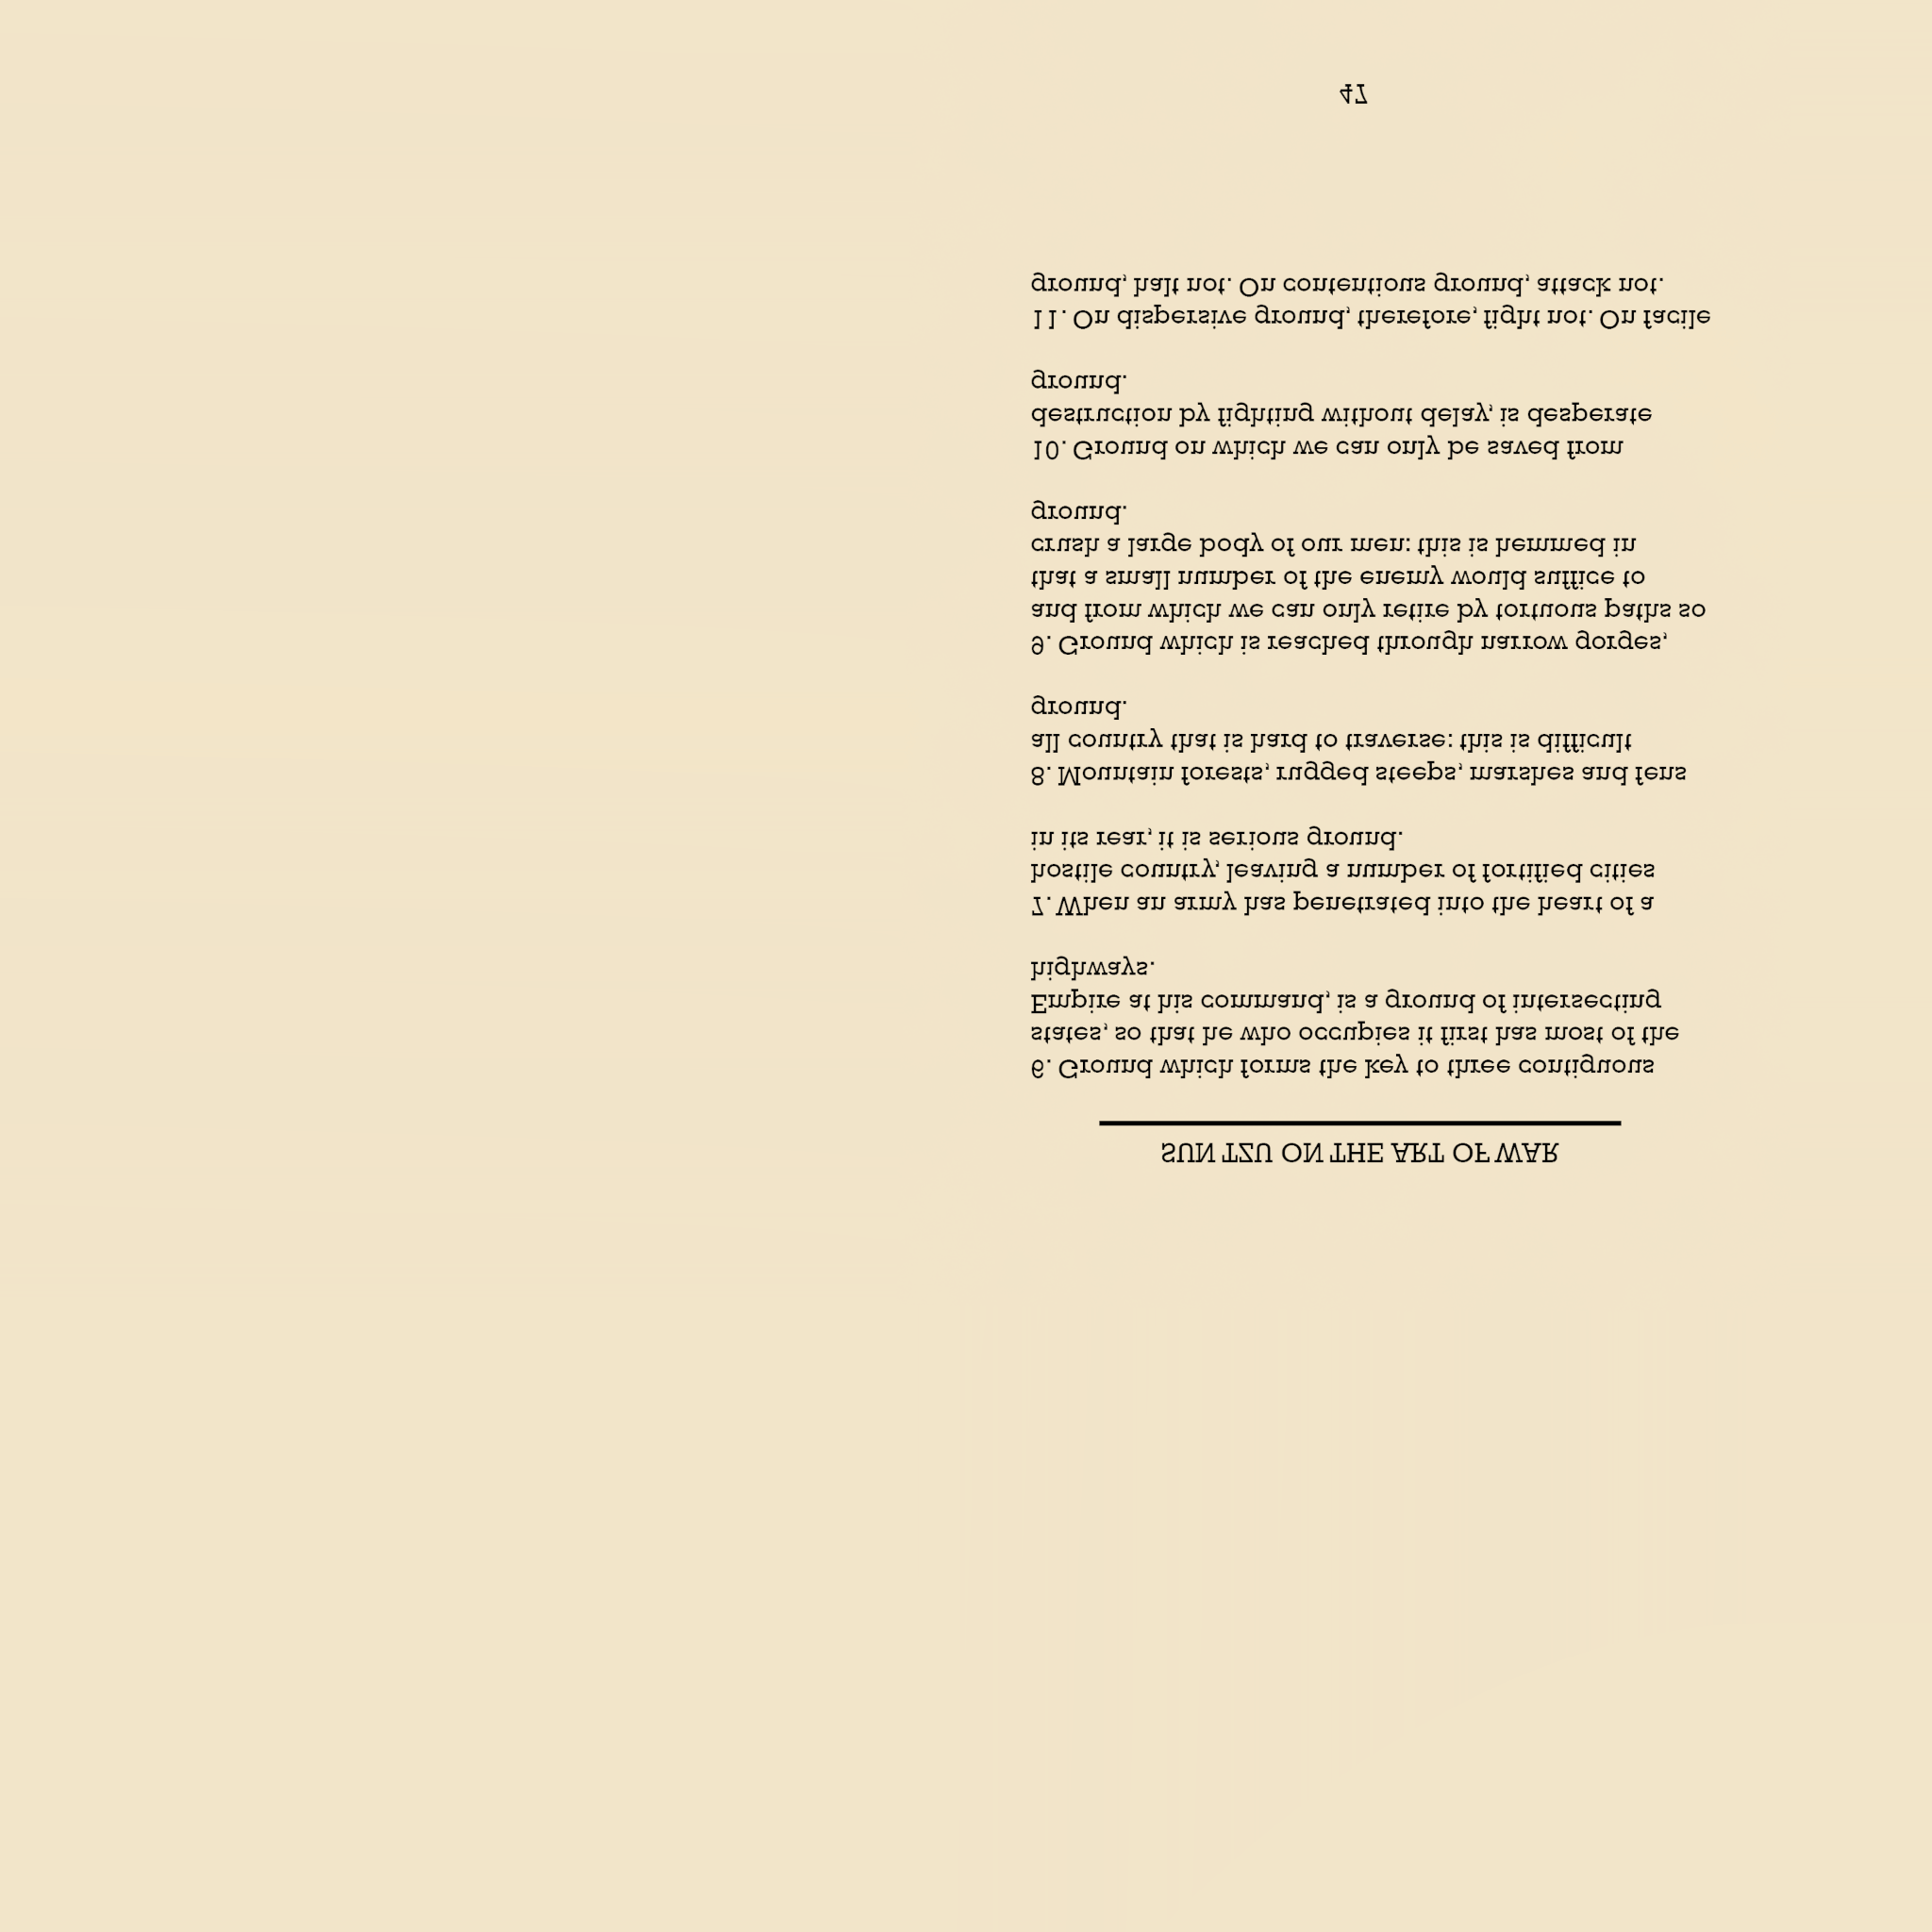 SUN TZU ON THE ART OF WAR
6. Ground which forms the key to three contiguous
states, so that he who occupies it first has most of the
Empire at his command, is a ground of intersecting
highways.
7. When an army has penetrated into the heart of a
hostile country, leaving a number of fortified cities
in its rear, it is serious ground.
8. Mountain forests, rugged steeps, marshes and fens
all country that is hard to traverse: this is difficult
ground.
9. Ground which is reached through narrow gorges,
and from which we can only retire by tortuous paths so
that a small number of the enemy would suffice to
crush a large body of our men: this is hemmed in
ground.
10. Ground on which we can only be saved from
destruction by fighting without delay, is desperate
ground.
11. On dispersive ground, therefore, fight not. On facile
ground, halt not. On contentious ground, attack not.
47